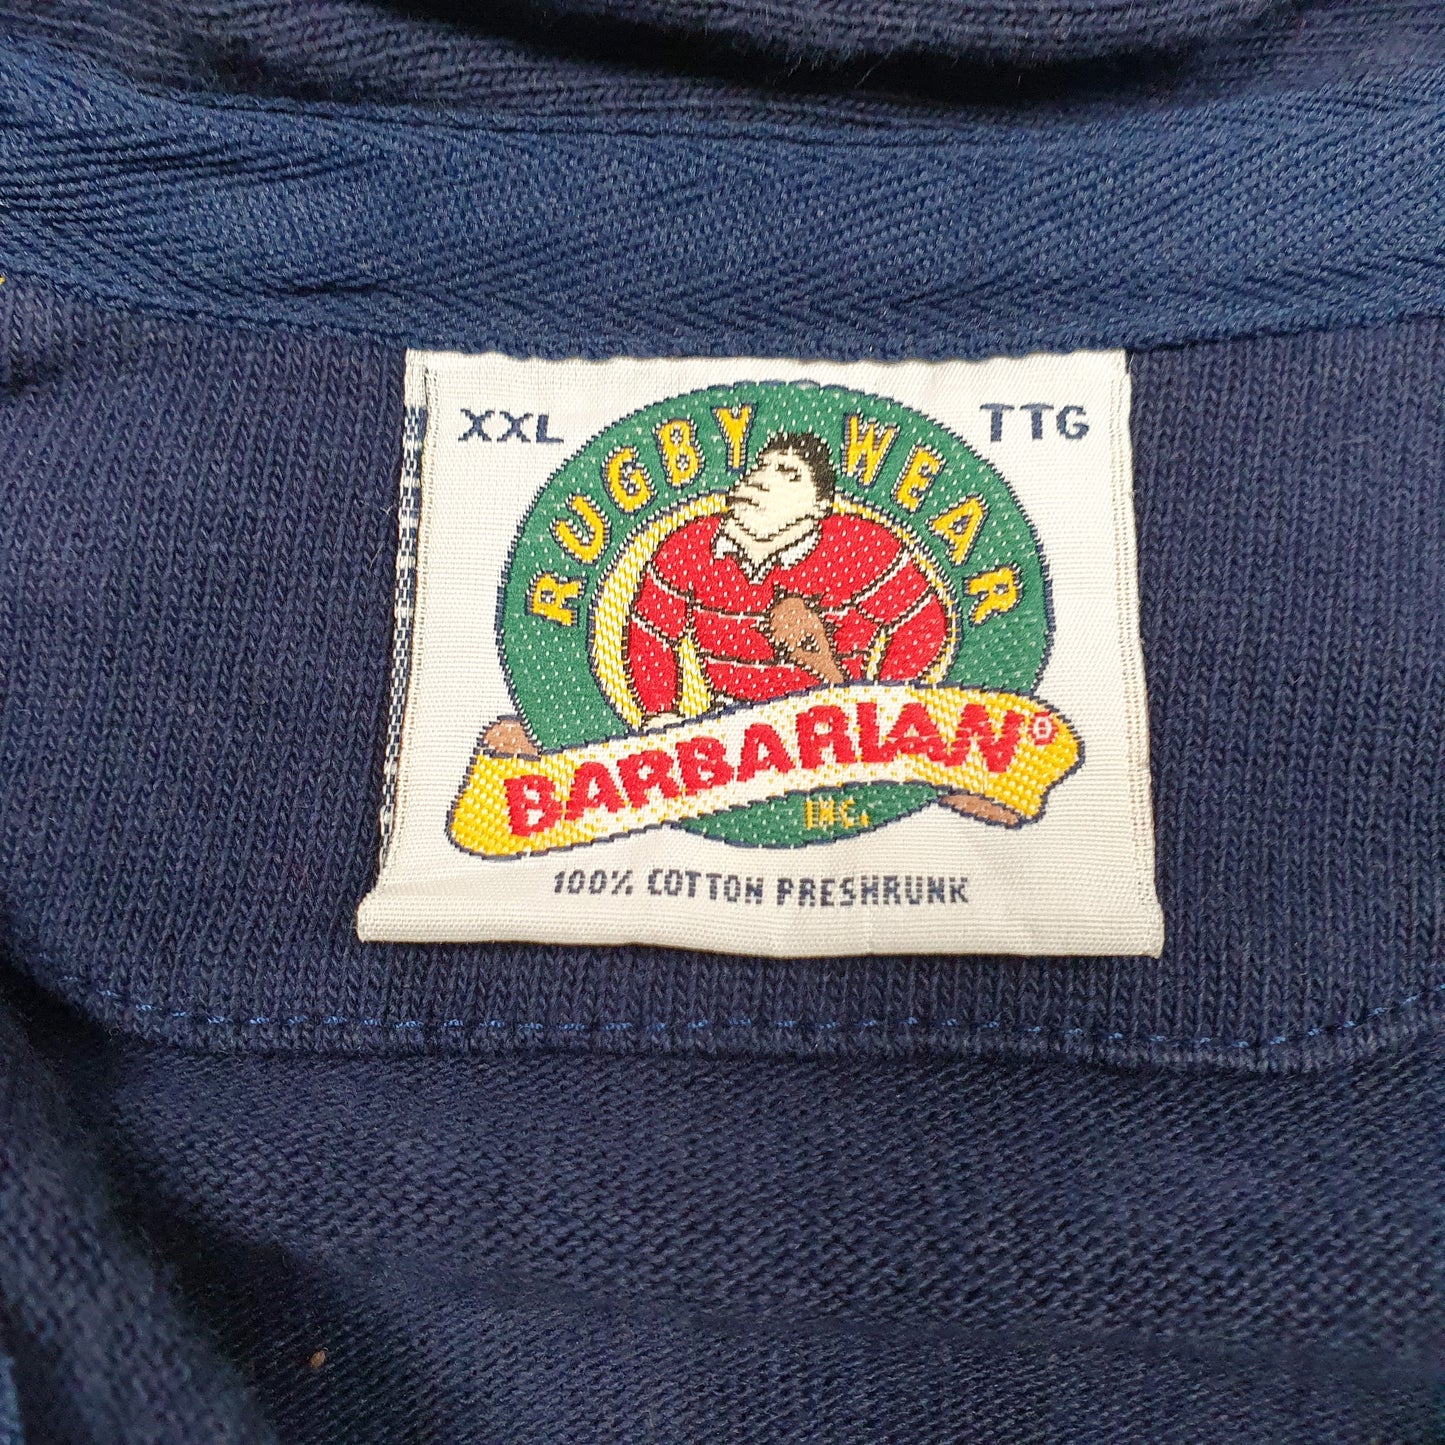 XXL TTG
RUGBY WEAR
BARBARIAN®
INC.
100% COTTON PRESHRUNK